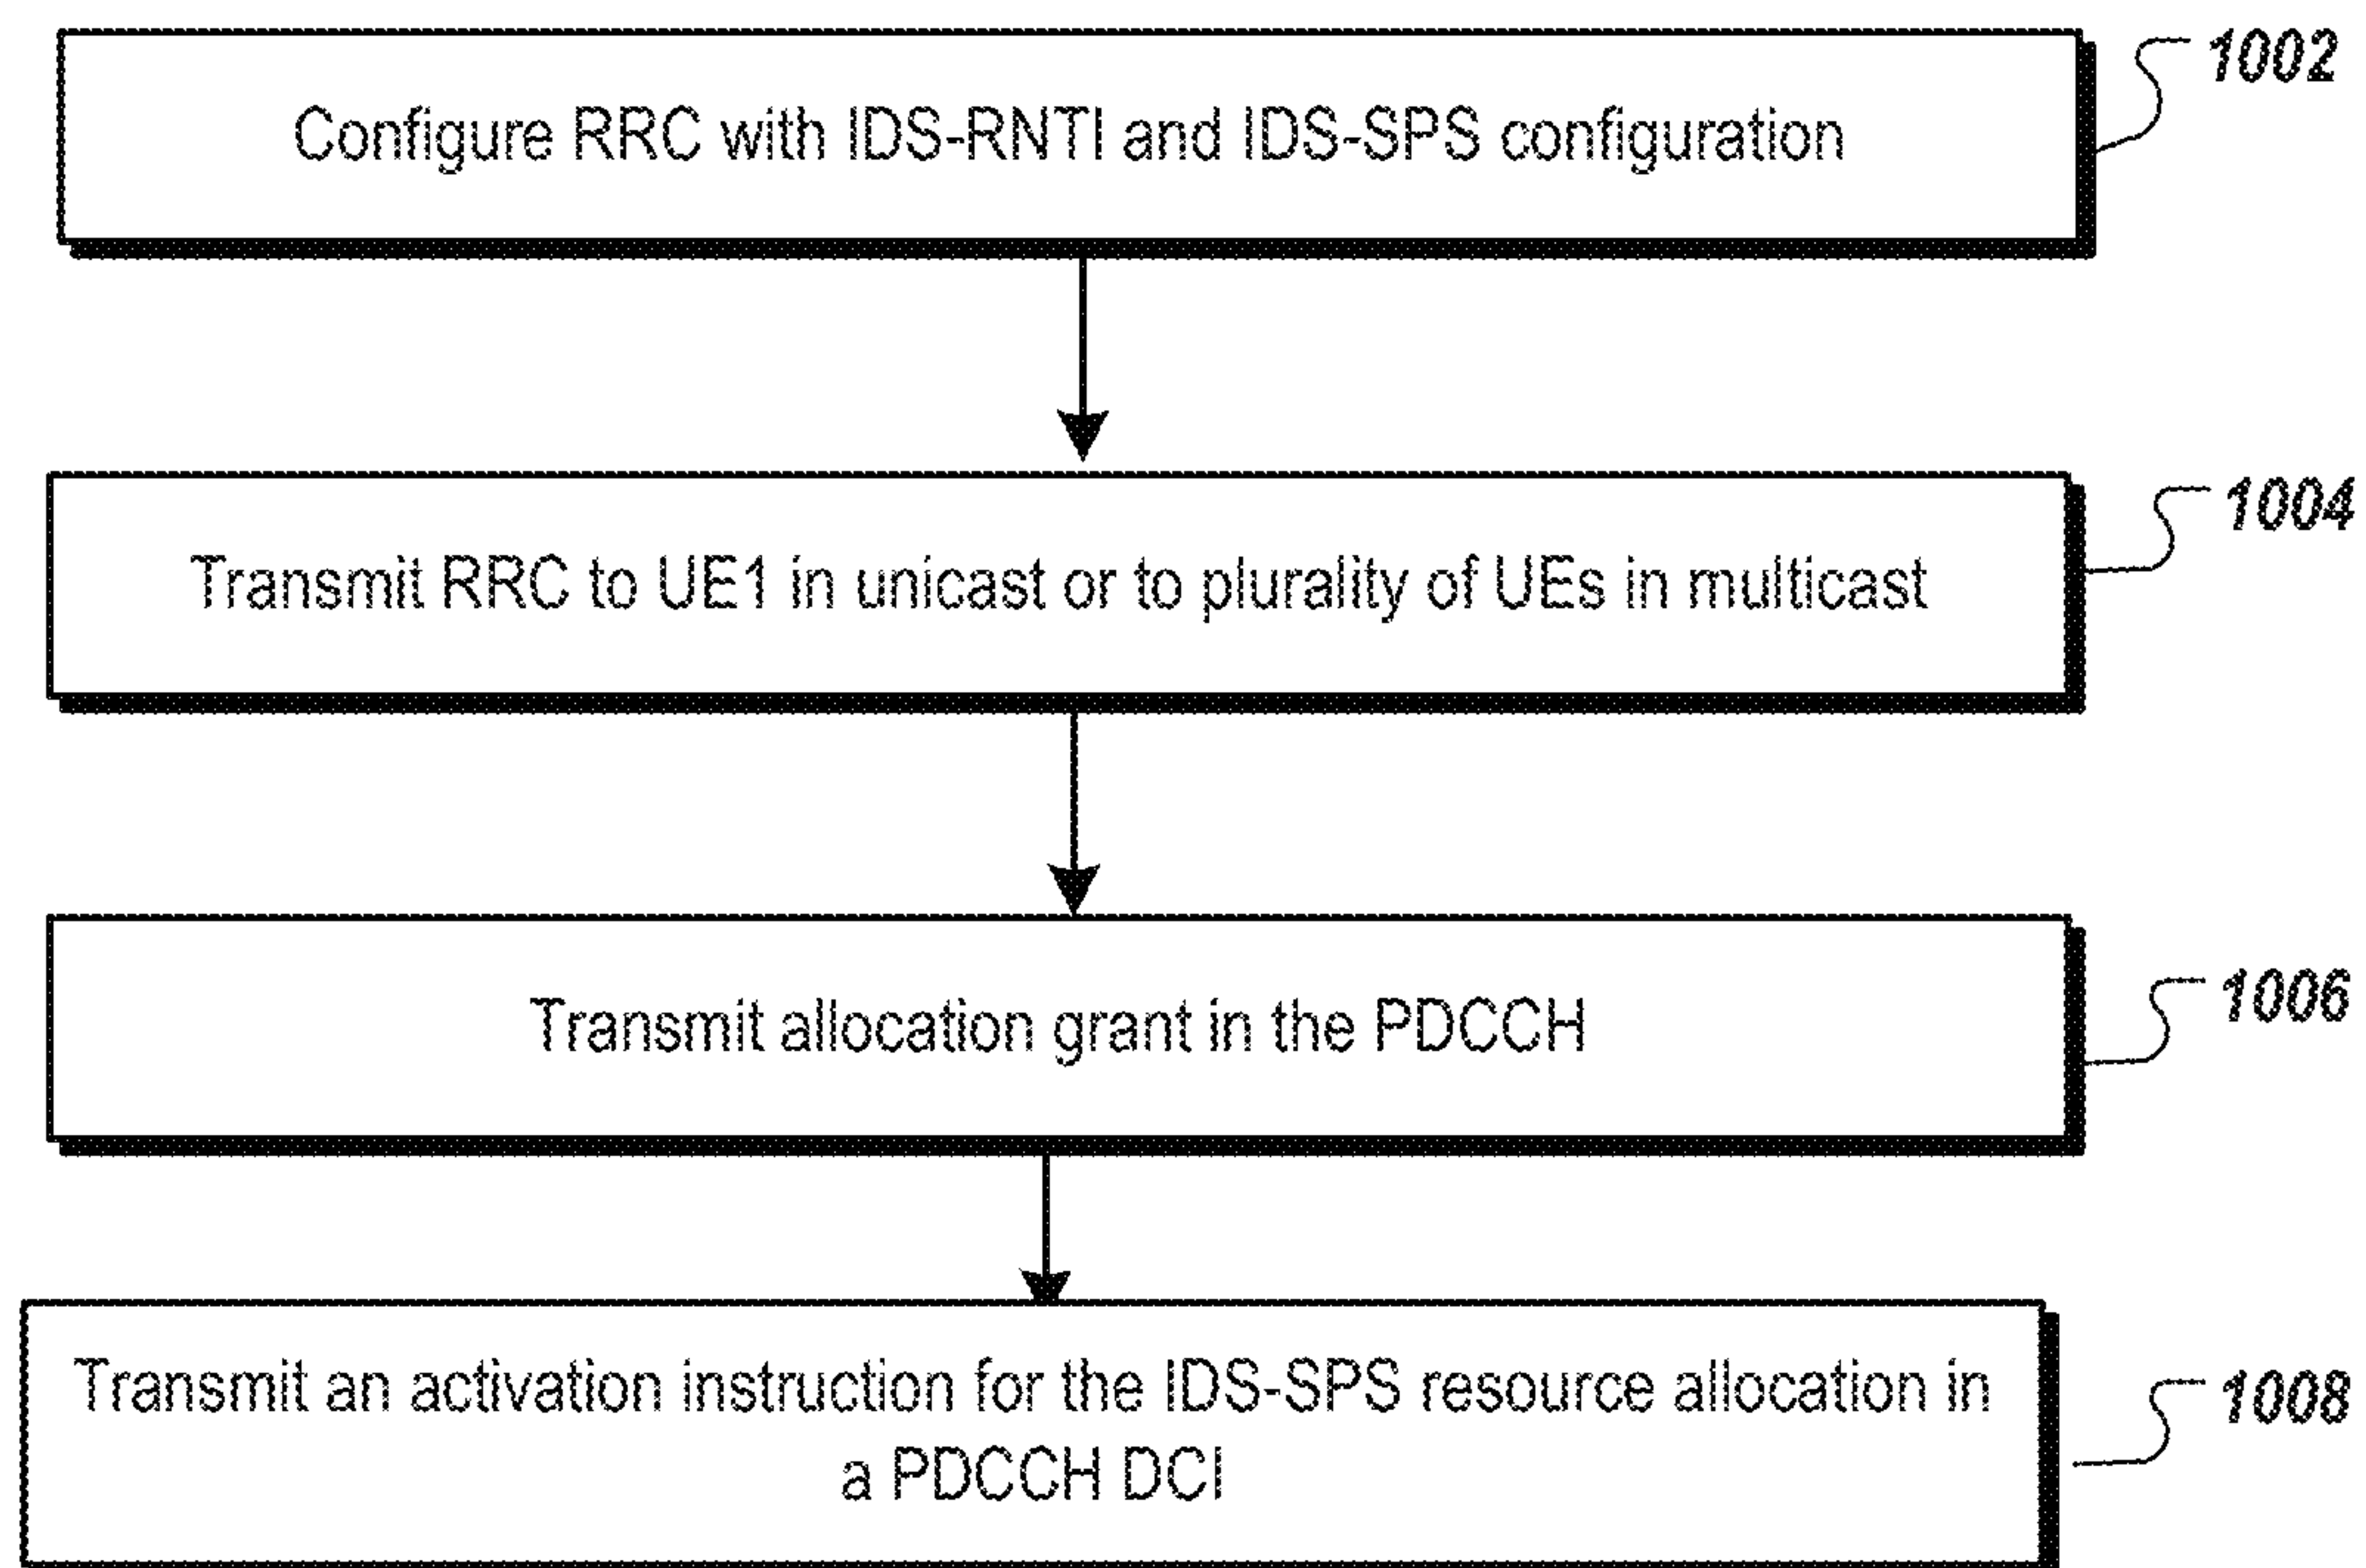 Configure RRC with IDS-RNTI and IDS-SPS configuration
1002
Transmit RRC to UE1 in unicast or to plurality of UEs in multicast
1004
Transmit allocation grant in the PDCCH
1006
Transmit an activation instruction for the IDS-SPS resource allocation in
a PDCCH DCI
1008